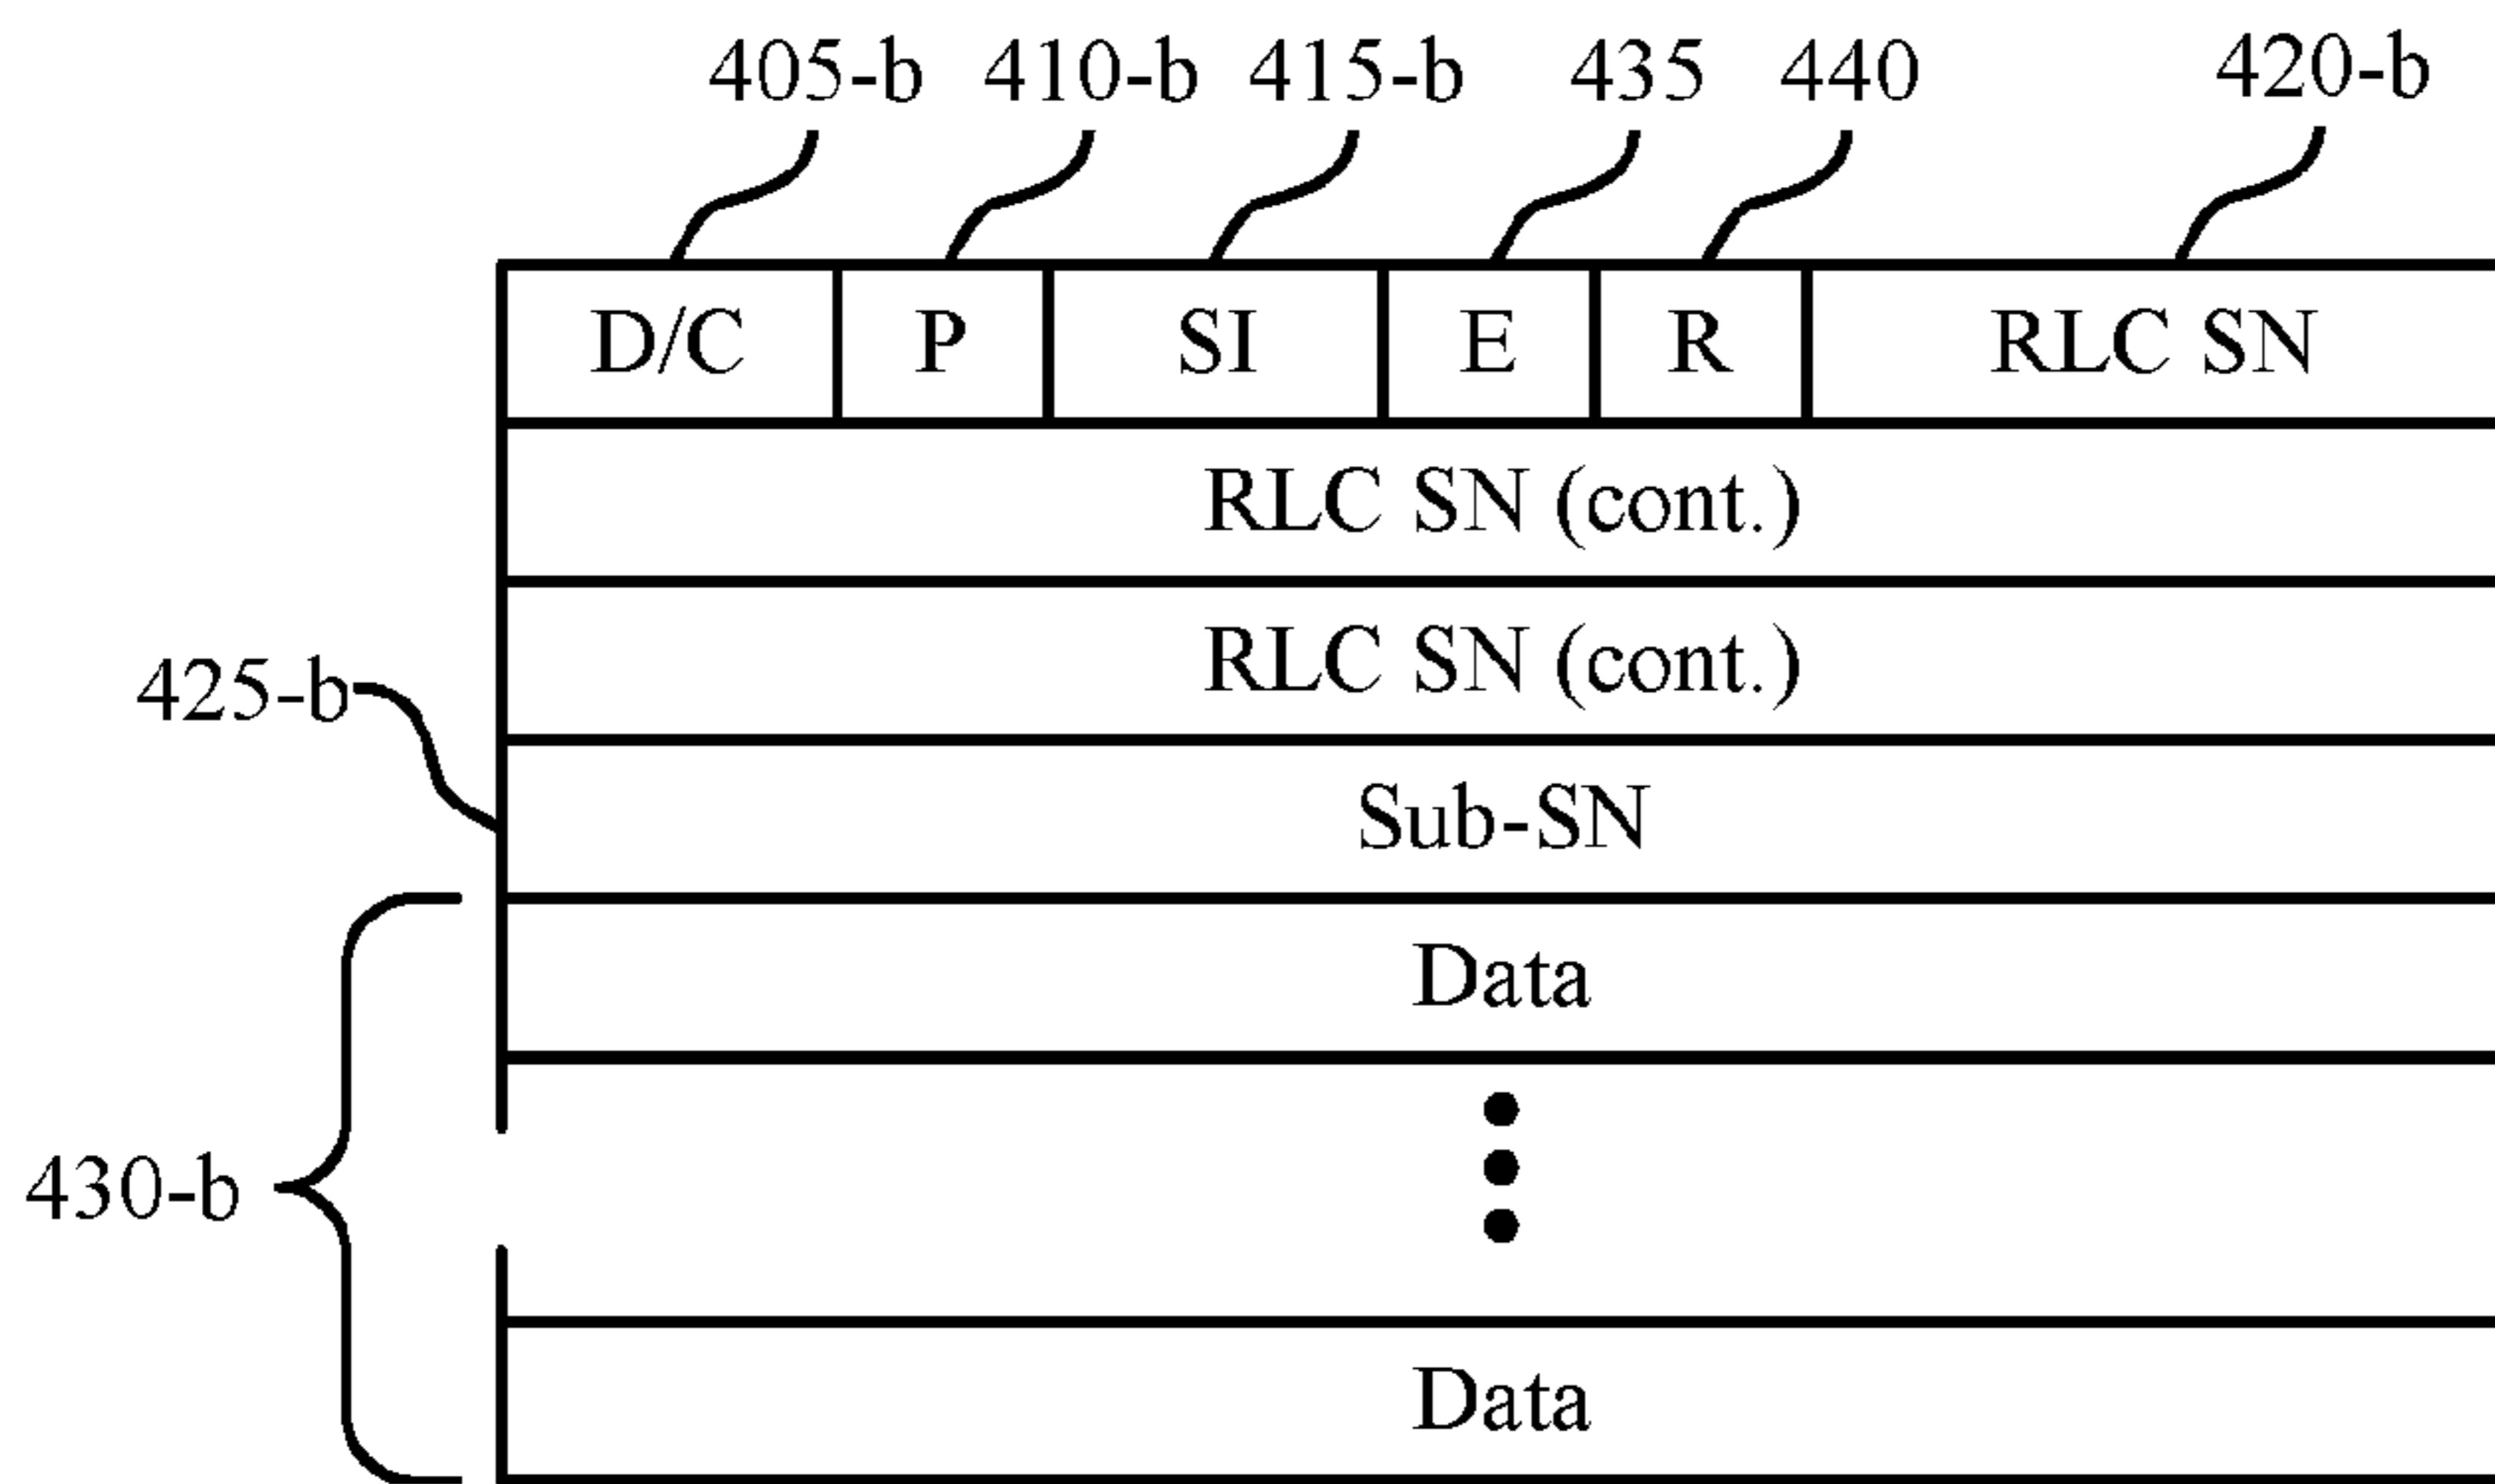 405-b 410-b 415-b 435 440 420-b
D/C P SI E R RLC SN
RLC SN (cont.)
RLC SN (cont.)
425-b
Sub-SN
Data
430-b
Data